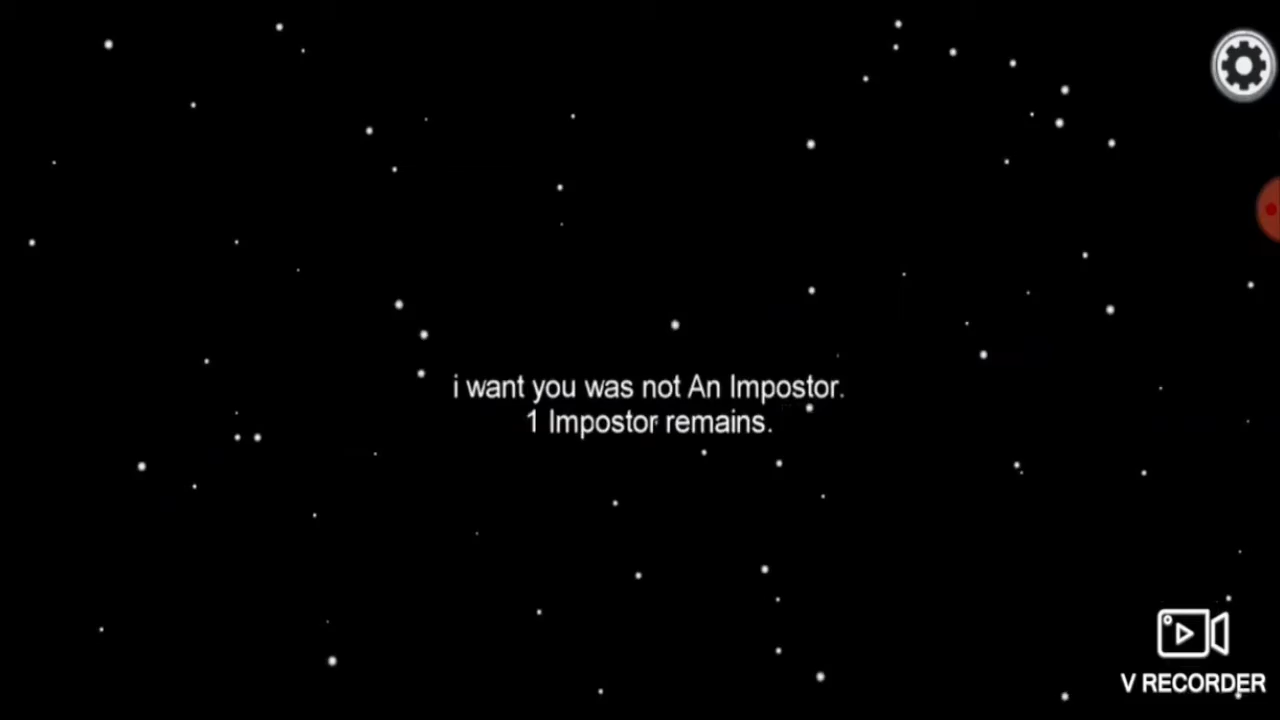 i want you was not An Impostor.
1 Impostor remains.
V RECORDER